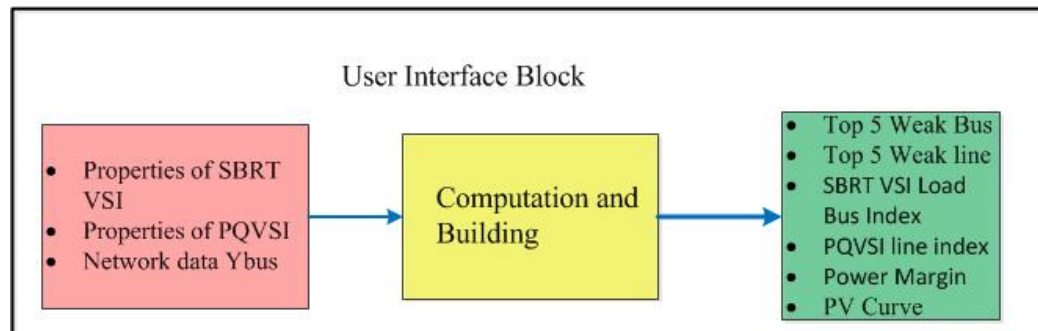 User Interface Block
• Properties of SBRT
VSI
• Properties of PQVSI
• Network data Ybus
Computation and
Building
• Top 5 Weak Bus
• Top 5 Weak line
• SBRT VSI Load
Bus Index
• PQVSI line index
• Power Margin
• PV Curve